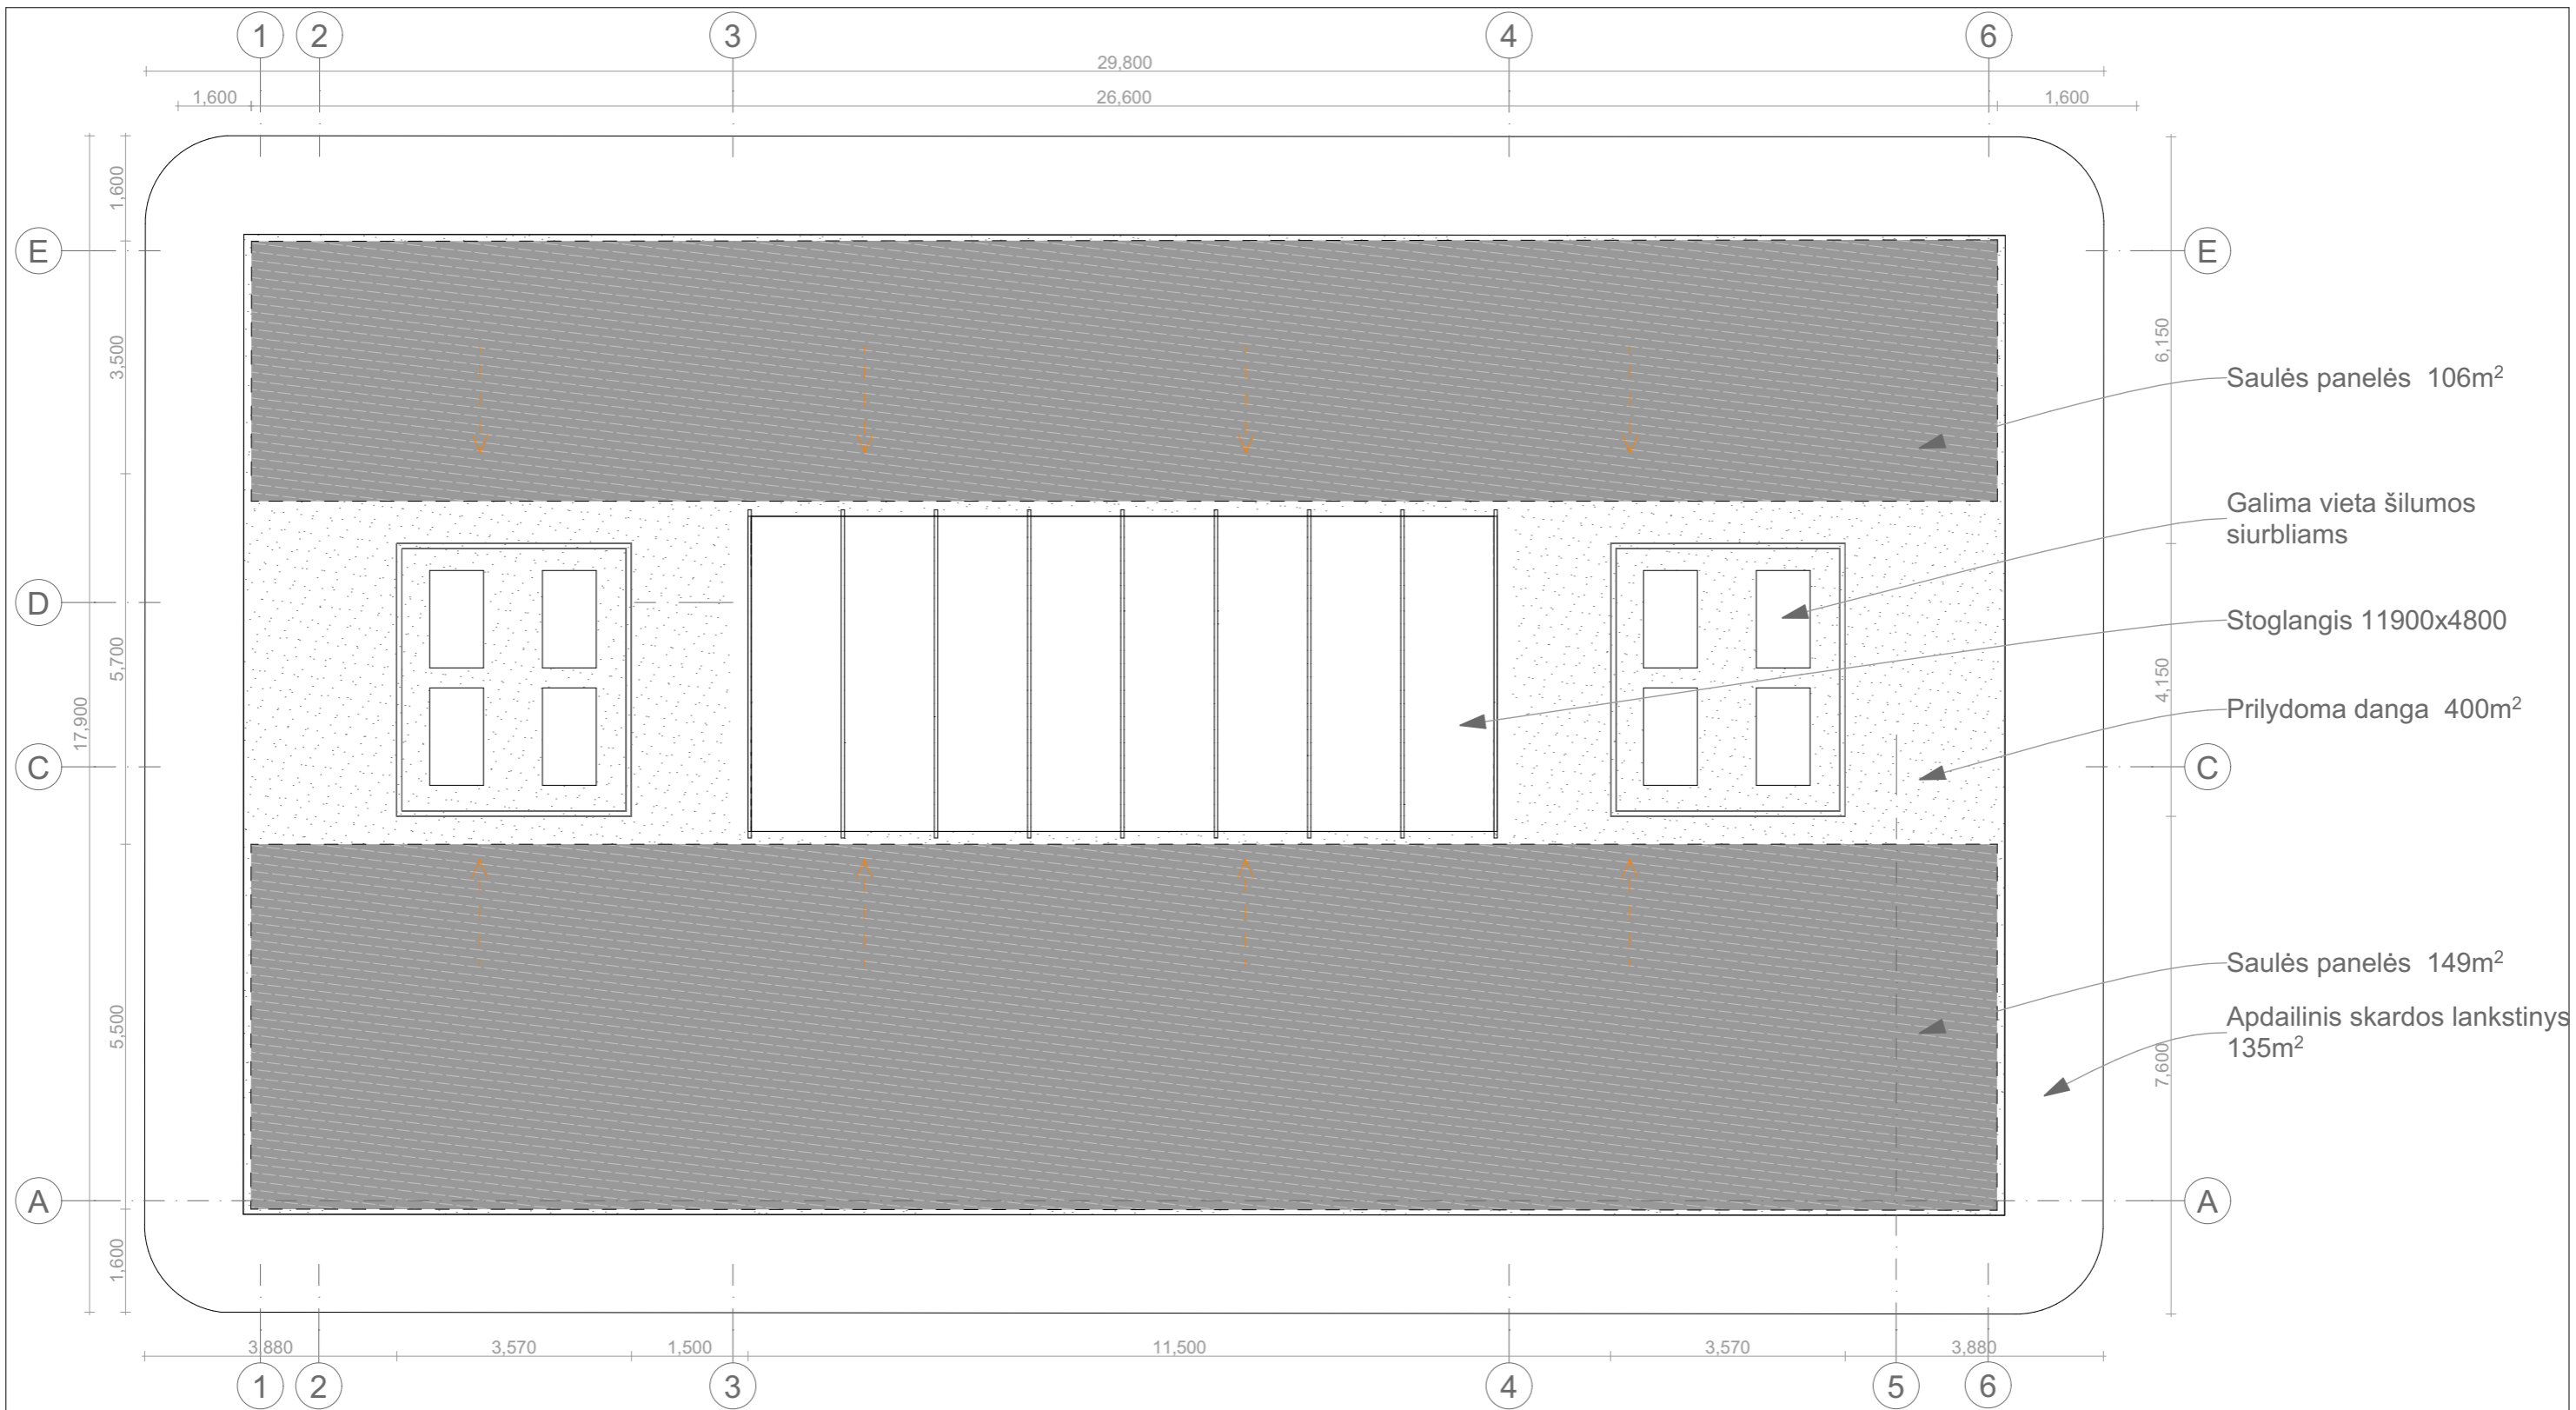 1 2 3 4 6
29,800
1,600 26,600 1,600
1,600
E E
3,500 6,150
Saulės panelės 106m²
Galima vieta šilumos
siurbliams
D
Stoglangis 11900x4800
5,700 4,150
17,900
Prilydoma danga 400m²
C C
Saulės panelės 149m²
5,500
Apdailinis skardos lankstinys
135m²
7,600
A A
1,600
3,880 3,570 1,500 11,500 3,570 3,880
1 2 3 4 5 6